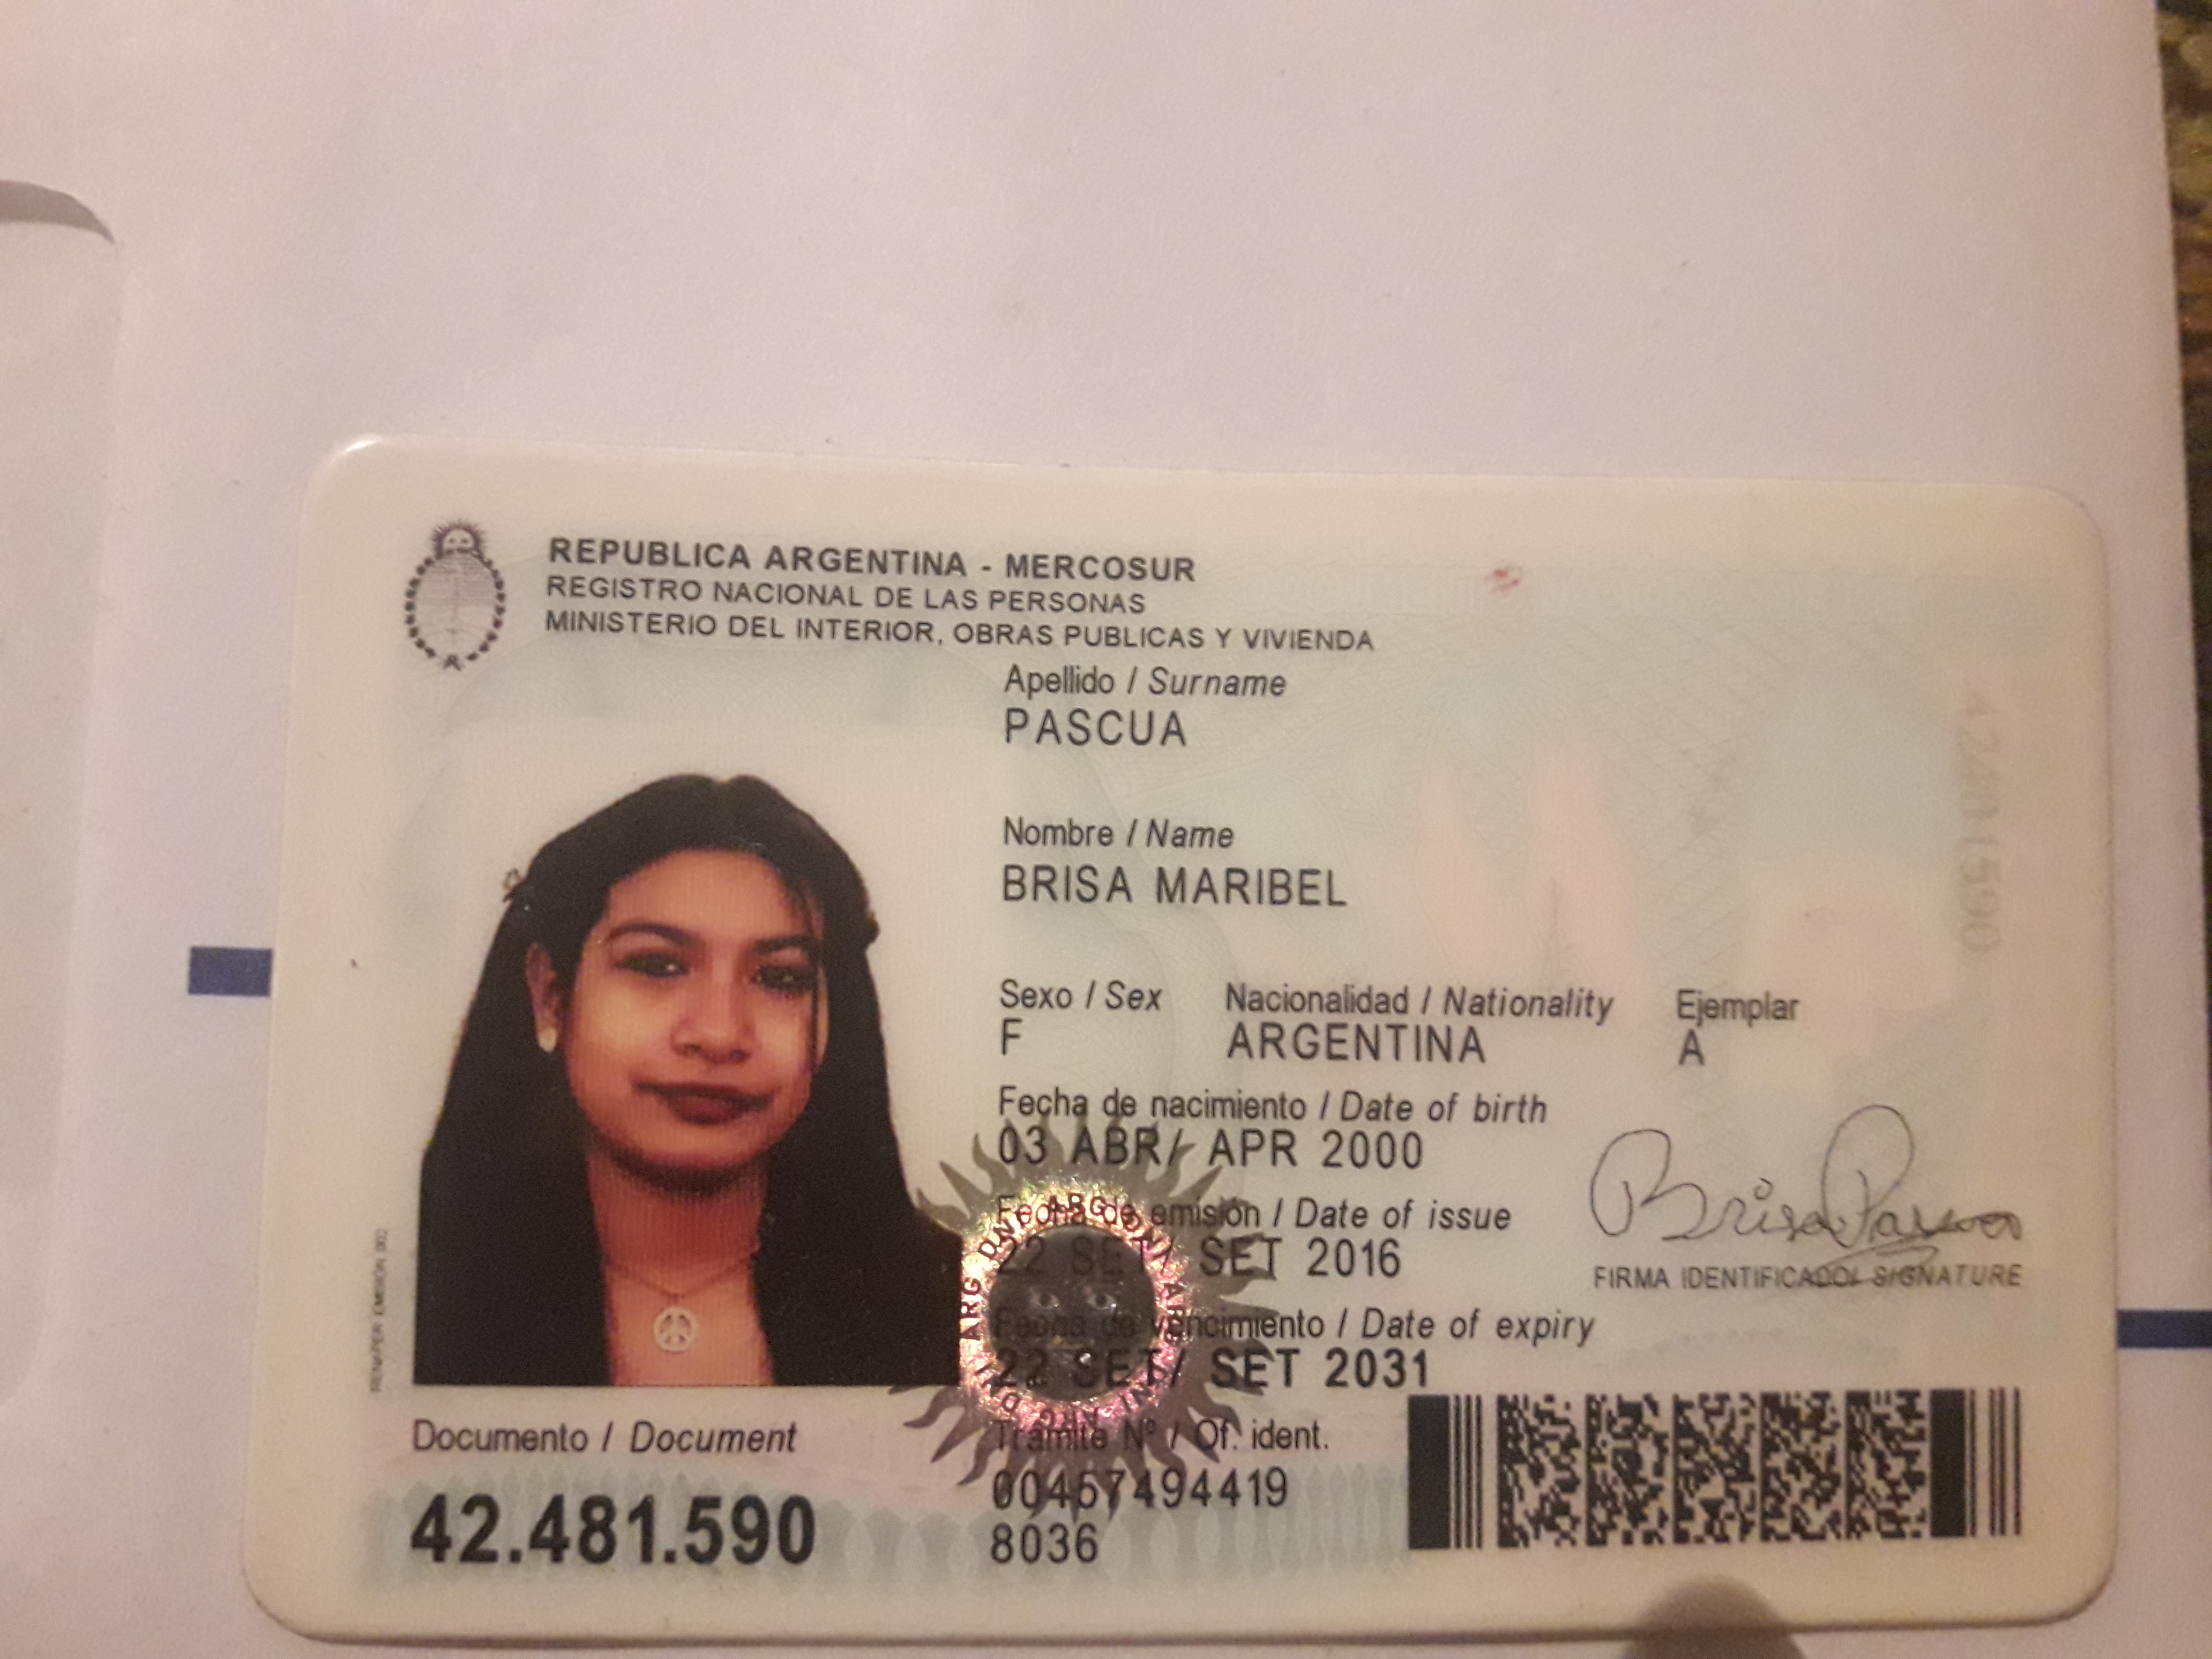 REPUBLICA ARGENTINA - MERCOSUR
REGISTRO NACIONAL DE LAS PERSONAS
MINISTERIO DEL INTERIOR, OBRAS PUBLICAS Y VIVIENDA
Apellido / Surname
PASCUA
Nombre / Name
BRISA MARIBEL
Sexo / Sex Nacionalidad / Nationality Ejemplar
F ARGENTINA A
Fecha de nacimiento / Date of birth
03 ABR/ APR 2000
Fecha de emisión / Date of issue
22 SET/ SET 2016
Fecha de vencimiento / Date of expiry
22 SET/ SET 2031
Brisa Pascua
FIRMA IDENTIFICADO/ SIGNATURE
Documento / Document
42.481.590
Tramite Nº / Of. ident.
00457494419
8036
RENAPER EMISION 002
42481590
ARG DNI ARG DNI